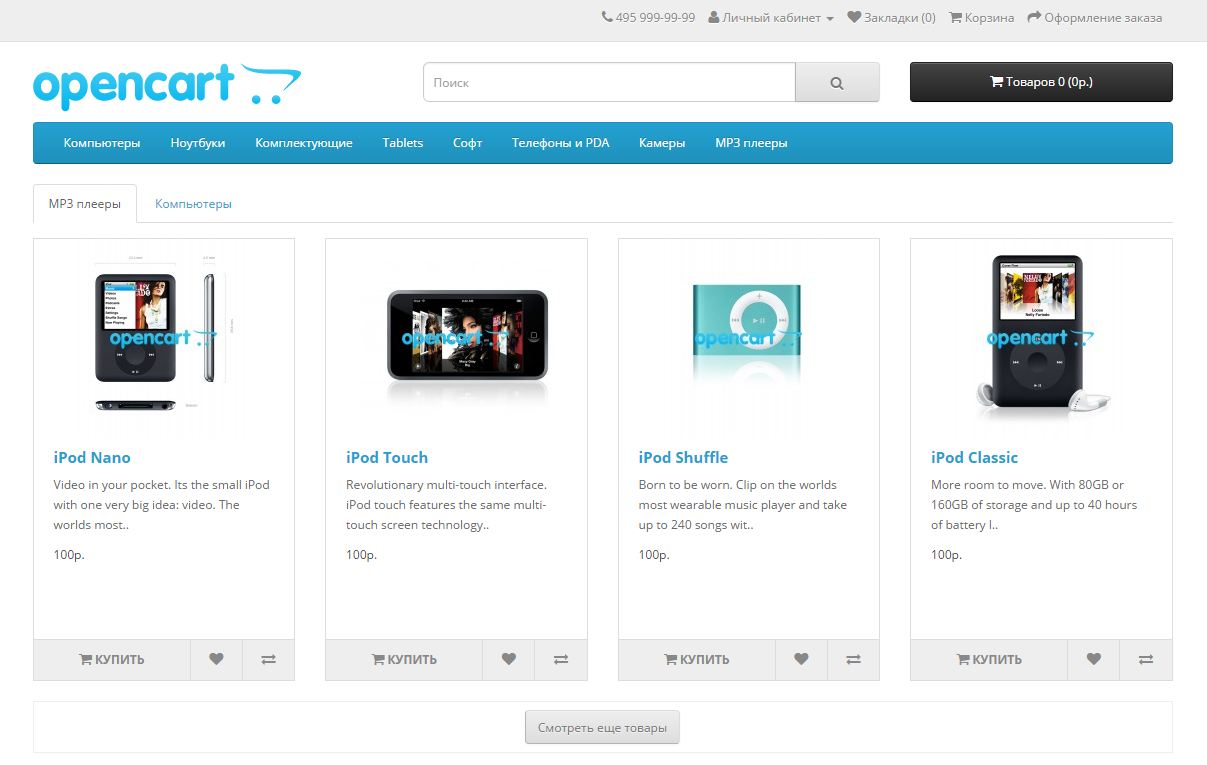 495 999-99-99 Личный кабинет Закладки (0) Корзина Оформление заказа
opencart
Поиск
Товаров 0 (0р.)
Компьютеры Ноутбуки Комплектующие Tablets Софт Телефоны и PDA Камеры MP3 плееры
MP3 плееры Компьютеры
opencart
opencart
opencart
opencart
iPod Nano
Video in your pocket. Its the small iPod
with one very big idea: video. The
worlds most..
100р.
КУПИТЬ
iPod Touch
Revolutionary multi-touch interface.
iPod touch features the same multi-
touch screen technology..
100р.
КУПИТЬ
iPod Shuffle
Born to be worn. Clip on the worlds
most wearable music player and take
up to 240 songs wit..
100р.
КУПИТЬ
iPod Classic
More room to move. With 80GB or
160GB of storage and up to 40 hours
of battery l..
100р.
КУПИТЬ
Смотреть еще товары